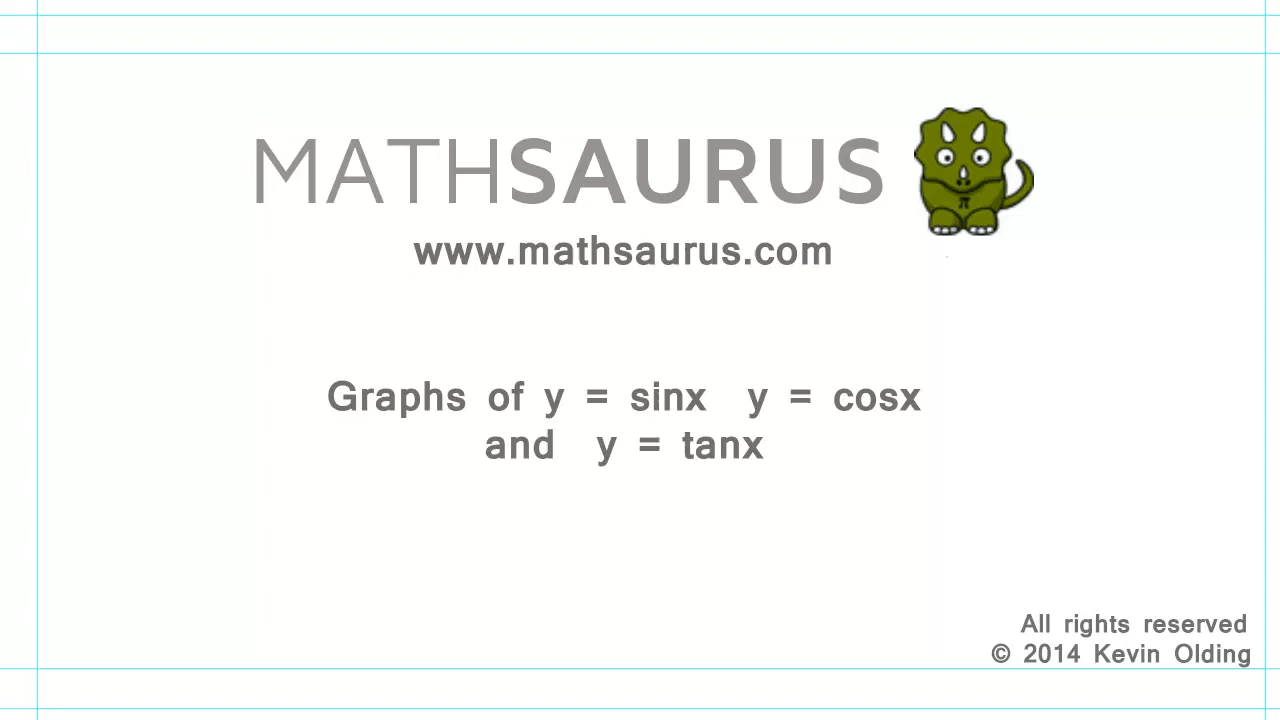 MATHSAURUS
www.mathsaurus.com
π
Graphs of y = sinx y = cosx
and y = tanx
All rights reserved
© 2014 Kevin Olding